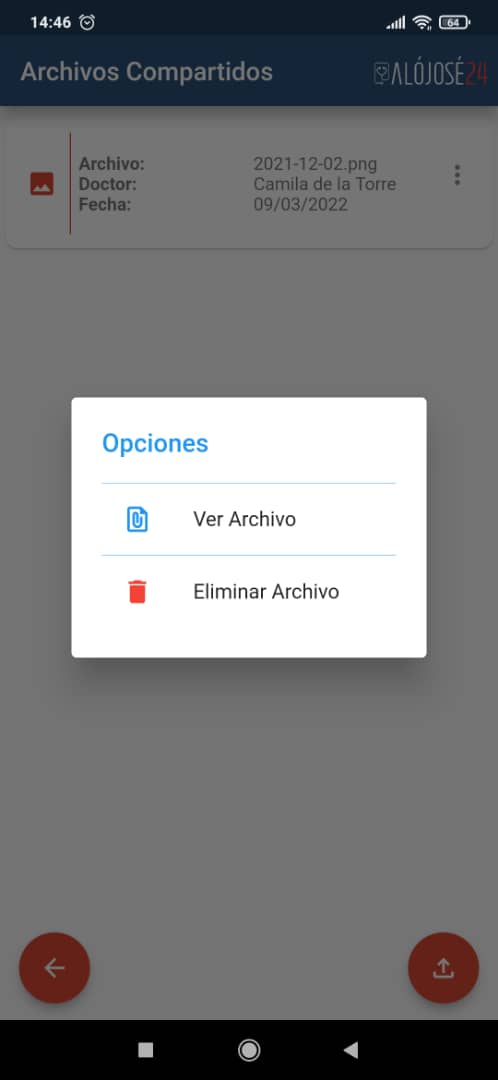 14:46 64
Archivos Compartidos ALÓJOSÉ24
Archivo: 2021-12-02.png
Doctor: Camila de la Torre
Fecha: 09/03/2022
Opciones
Ver Archivo
Eliminar Archivo